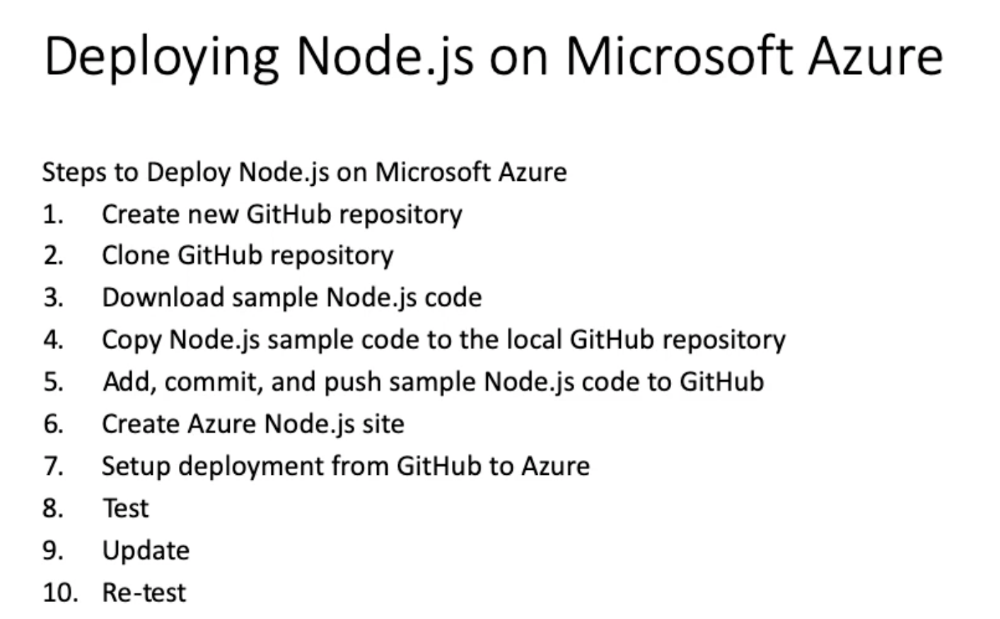 Deploying Node.js on Microsoft Azure
Steps to Deploy Node.js on Microsoft Azure
1. Create new GitHub repository
2. Clone GitHub repository
3. Download sample Node.js code
4. Copy Node.js sample code to the local GitHub repository
5. Add, commit, and push sample Node.js code to GitHub
6. Create Azure Node.js site
7. Setup deployment from GitHub to Azure
8. Test
9. Update
10. Re-test